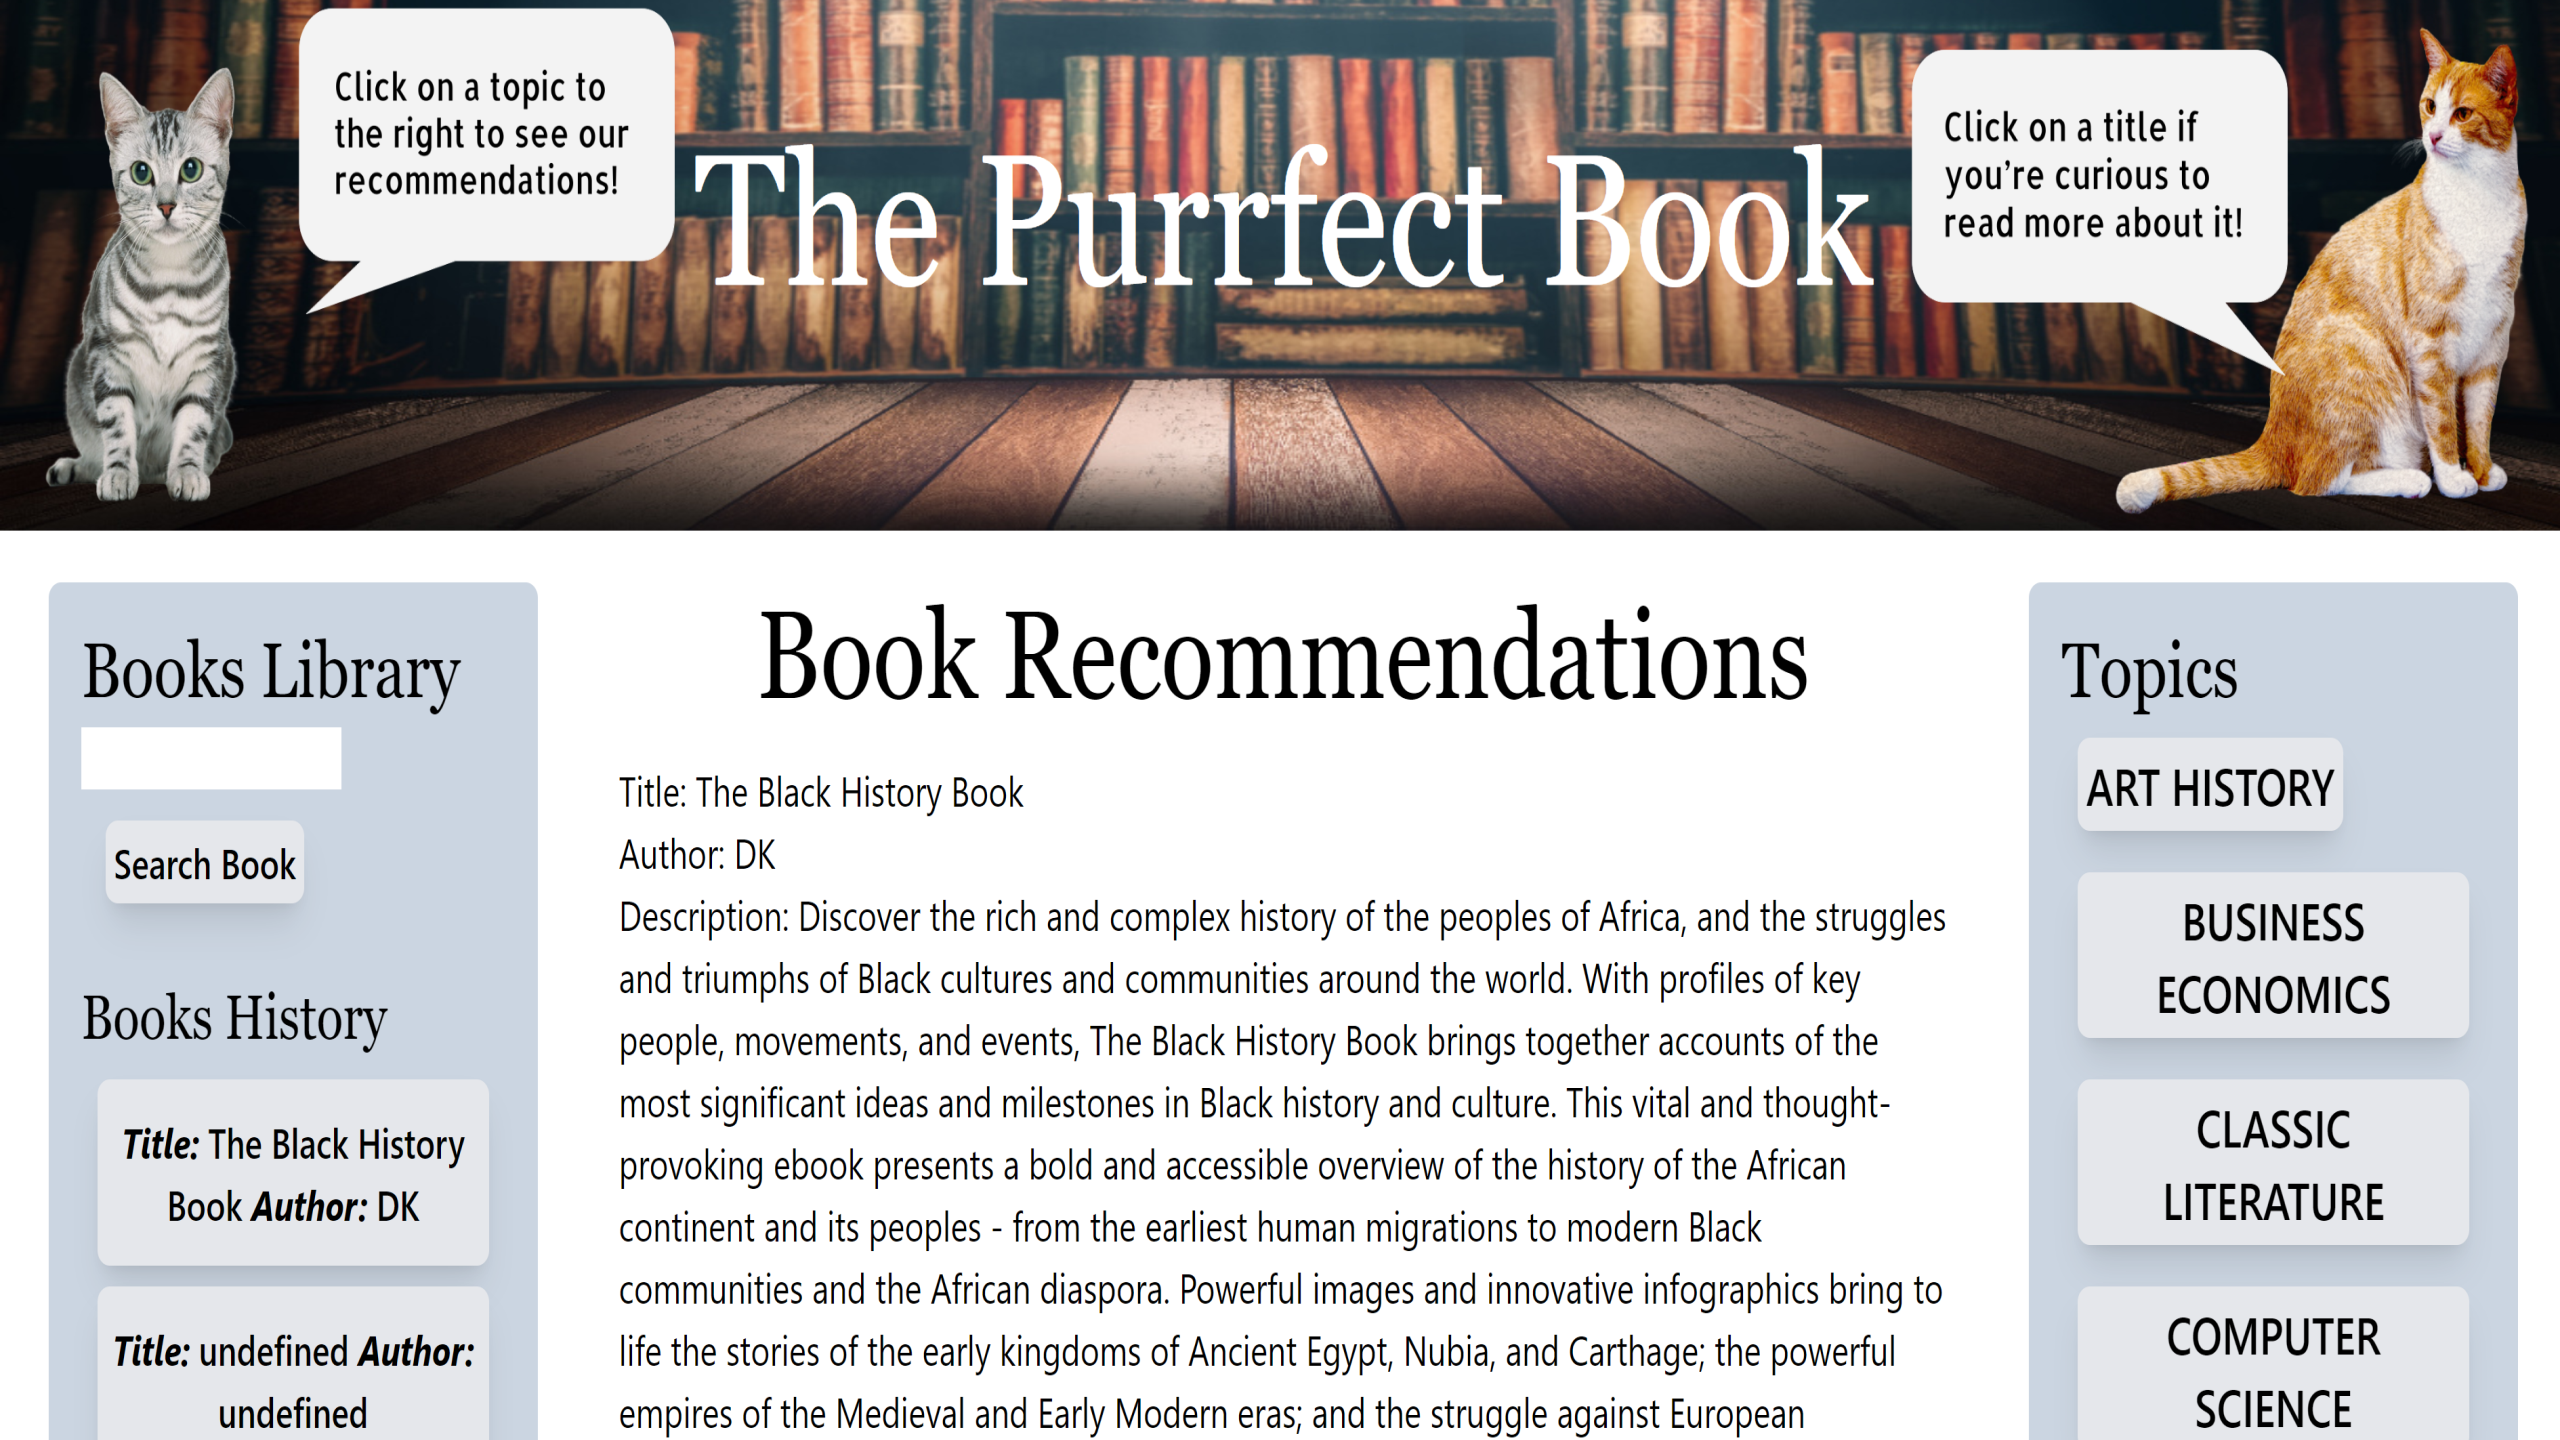 Click on a topic to
the right to see our
recommendations!
The Purrfect Book
Click on a title if
you're curious to
read more about it!
Books Library
Search Book
Books History
Title: The Black History
Book Author: DK
Title: undefined Author:
undefined
Book Recommendations
Title: The Black History Book
Author: DK
Description: Discover the rich and complex history of the peoples of Africa, and the struggles
and triumphs of Black cultures and communities around the world. With profiles of key
people, movements, and events, The Black History Book brings together accounts of the
most significant ideas and milestones in Black history and culture. This vital and thought-
provoking ebook presents a bold and accessible overview of the history of the African
continent and its peoples - from the earliest human migrations to modern Black
communities and the African diaspora. Powerful images and innovative infographics bring to
life the stories of the early kingdoms of Ancient Egypt, Nubia, and Carthage; the powerful
empires of the Medieval and Early Modern eras; and the struggle against European
Topics
ART HISTORY
BUSINESS
ECONOMICS
CLASSIC
LITERATURE
COMPUTER
SCIENCE